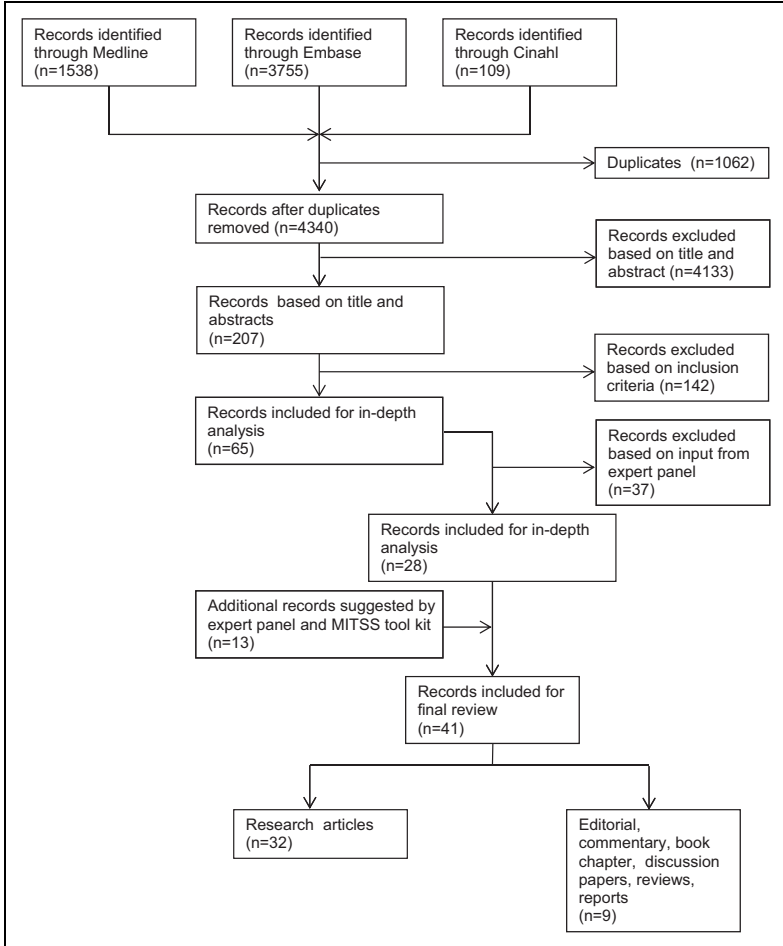 Records identified
through Medline
(n=1538)
Records identified
through Embase
(n=3755)
Records identified
through Cinahl
(n=109)
Duplicates (n=1062)
Records after duplicates
removed (n=4340)
Records excluded
based on title and
abstract (n=4133)
Records based on title and
abstracts
(n=207)
Records excluded
based on inclusion
criteria (n=142)
Records included for in-depth
analysis
(n=65)
Records excluded
based on input from
expert panel
(n=37)
Records included for in-depth
analysis
(n=28)
Additional records suggested by
expert panel and MITSS tool kit
(n=13)
Records included for
final review
(n=41)
Research articles
(n=32)
Editorial,
commentary, book
chapter, discussion
papers, reviews,
reports
(n=9)